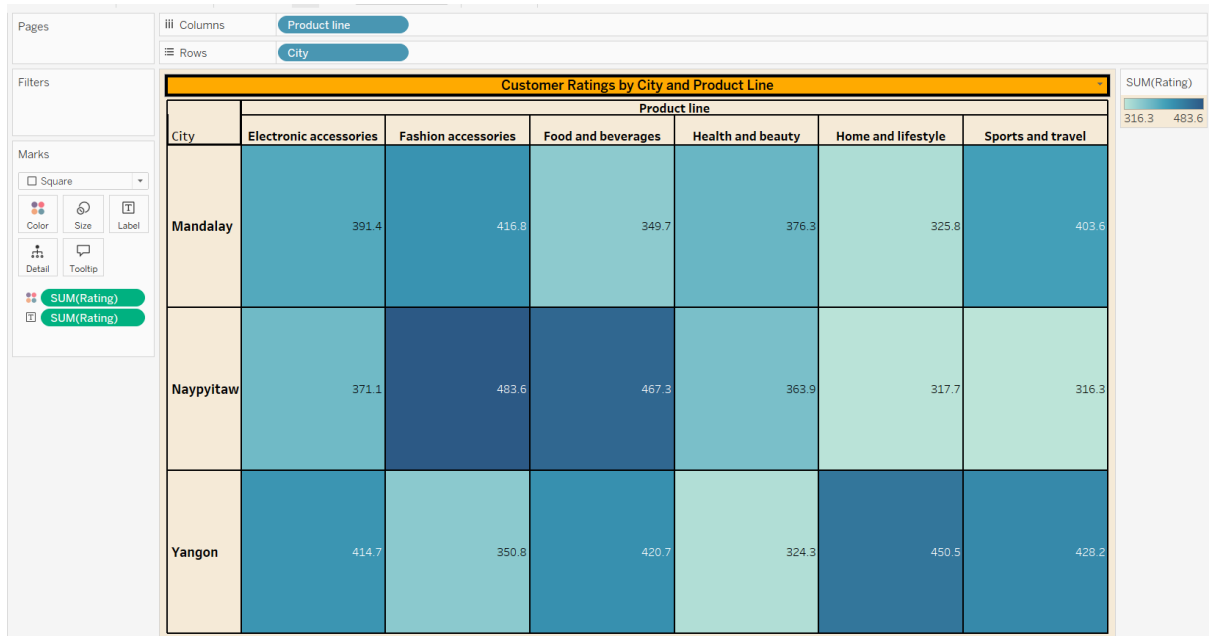 Pages
iii Columns
Product line
Rows
City
Filters
Customer Ratings by City and Product Line
SUM(Rating)
316.3 483.6
Product line
City Electronic accessories Fashion accessories Food and beverages Health and beauty Home and lifestyle Sports and travel
Marks
Square
Color Size Label
Detail Tooltip
SUM(Rating)
T SUM(Rating)
Mandalay 391.4 416.8 349.7 376.3 325.8 403.6
Naypyitaw 371.1 483.6 467.3 363.9 317.7 316.3
Yangon 414.7 350.8 420.7 324.3 450.5 428.2